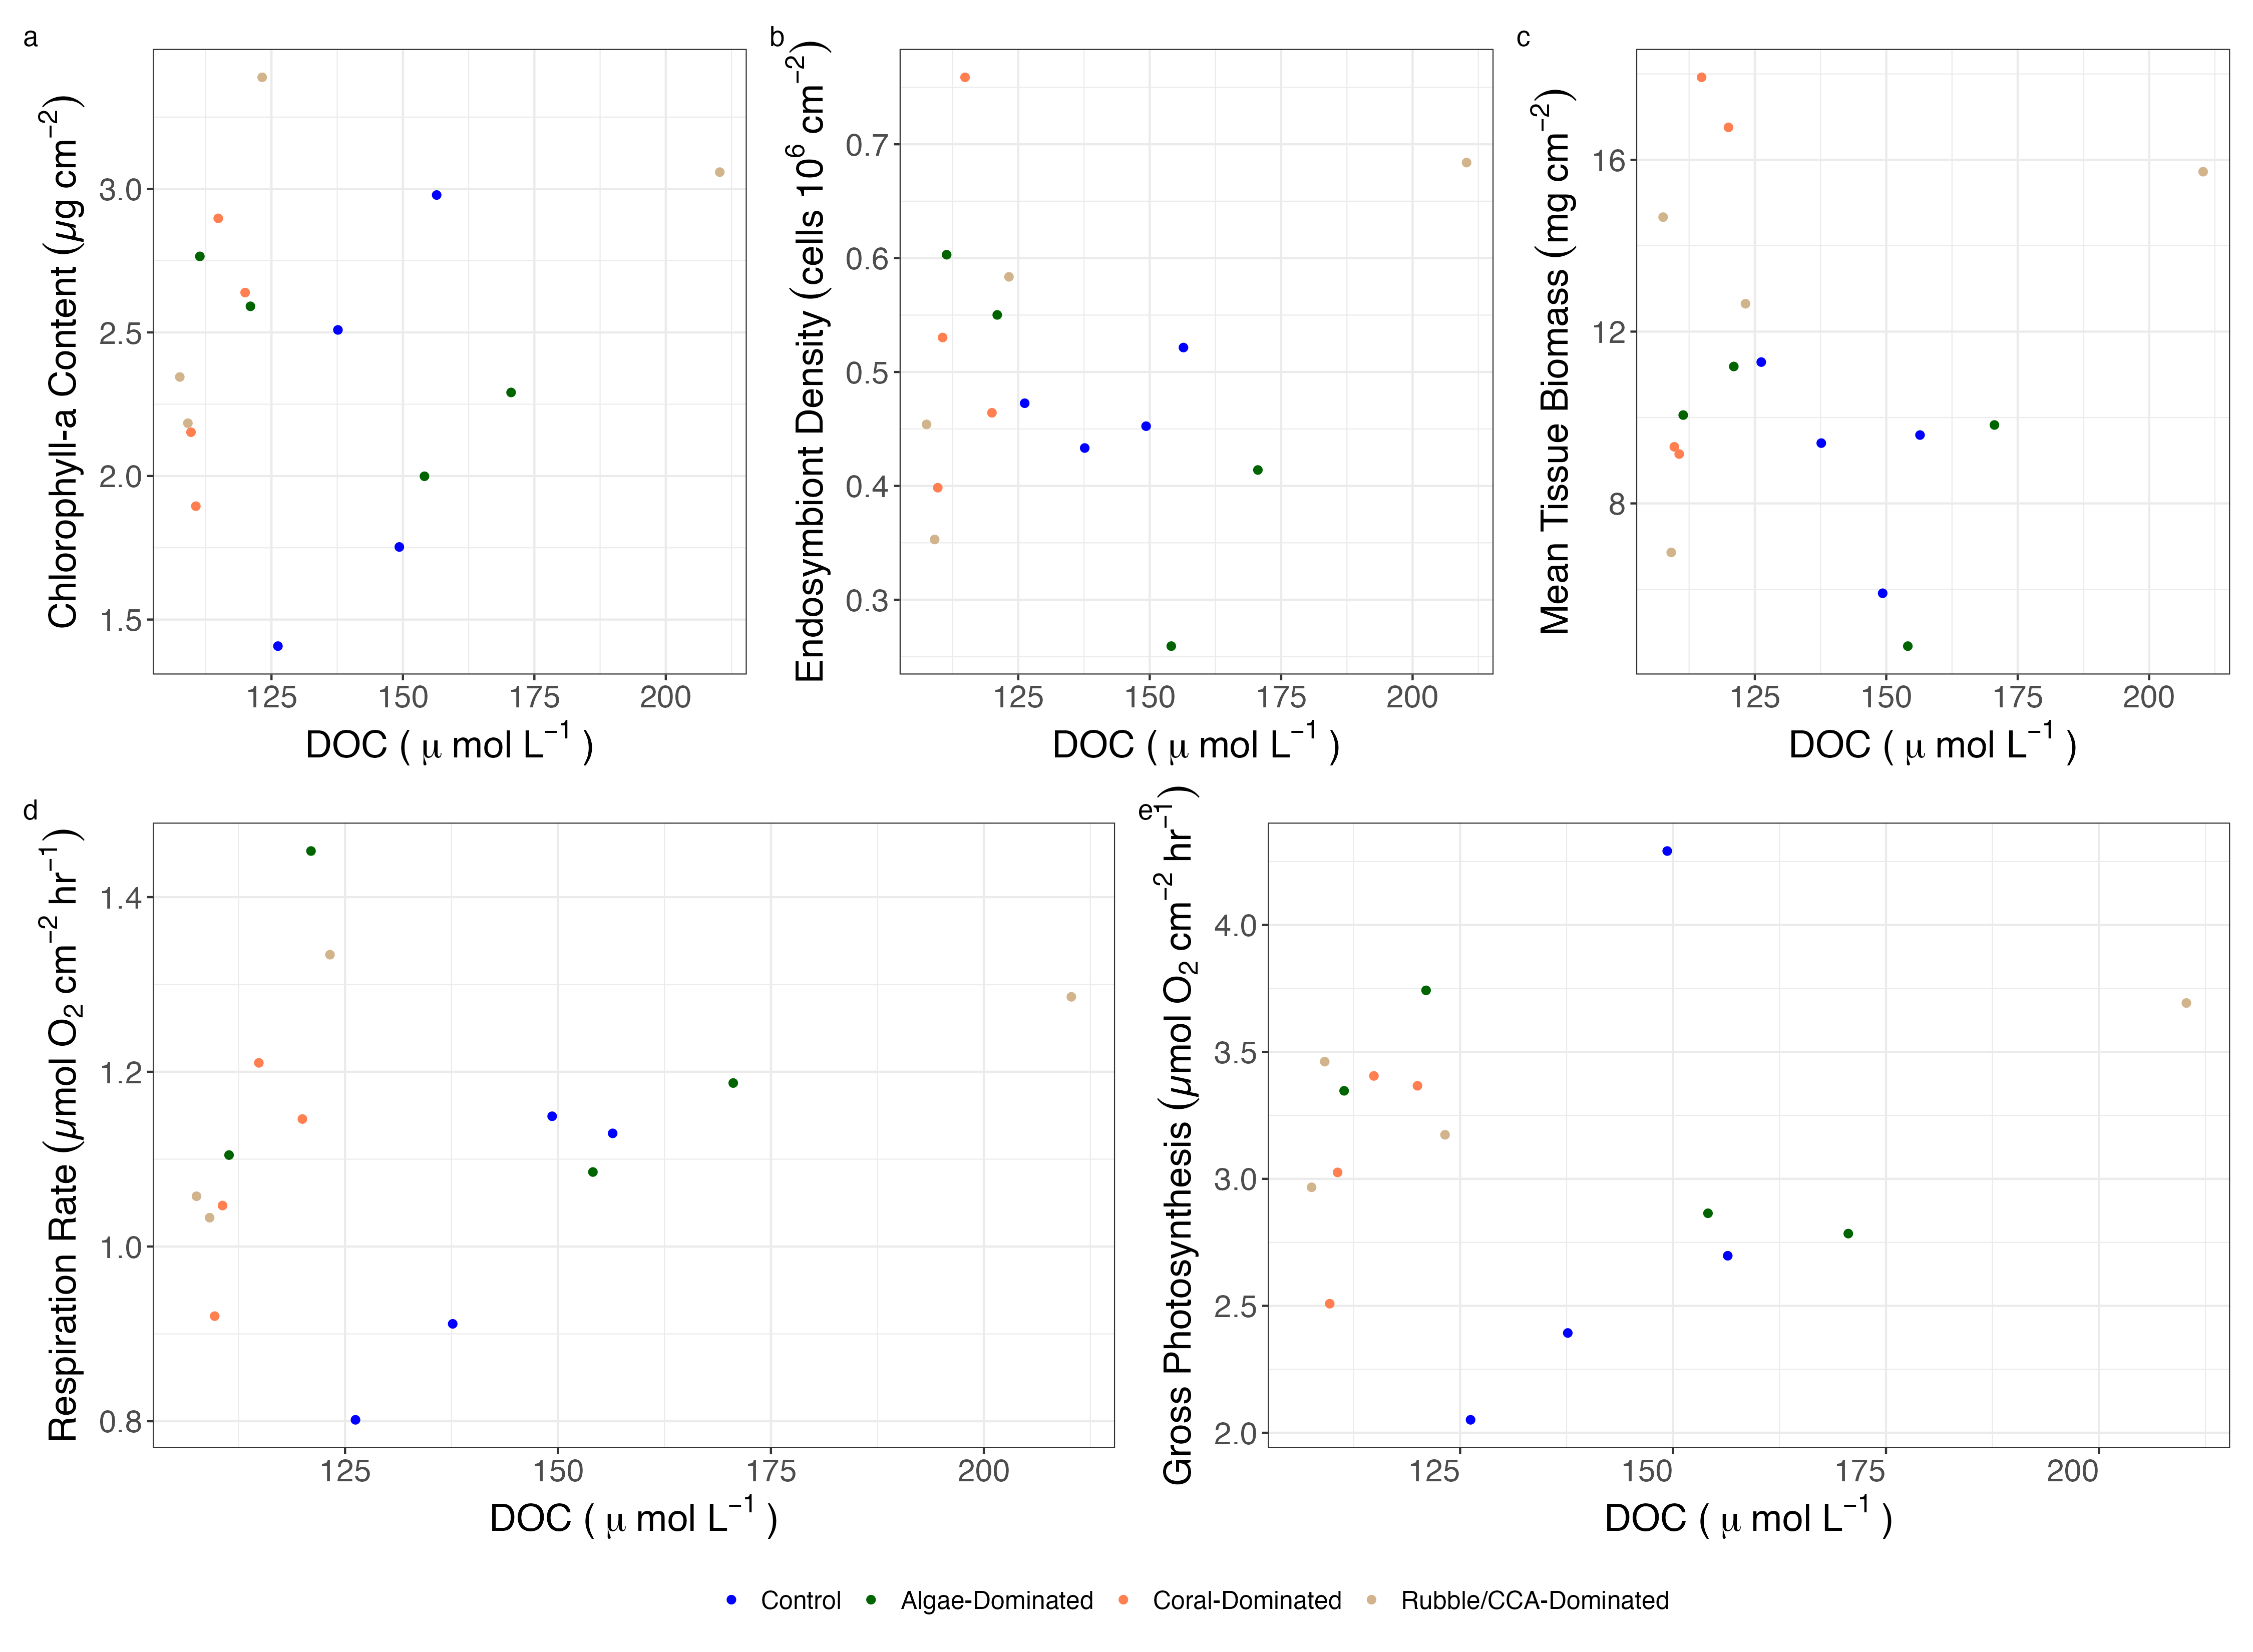 a
b
c
Chlorophyll-a Content (µg cm⁻²)
3.0
2.5
2.0
1.5
125 150 175 200
DOC ( μ mol L⁻¹ )
Endosymbiont Density (cells 10⁶ cm⁻²)
0.7
0.6
0.5
0.4
0.3
125 150 175 200
DOC ( μ mol L⁻¹ )
Mean Tissue Biomass (mg cm⁻²)
16
12
8
125 150 175 200
DOC ( μ mol L⁻¹ )
d
Respiration Rate (µmol O₂ cm⁻² hr⁻¹)
1.4
1.2
1.0
0.8
125 150 175 200
DOC ( μ mol L⁻¹ )
e
Gross Photosynthesis (µmol O₂ cm⁻² hr⁻¹)
4.0
3.5
3.0
2.5
2.0
125 150 175 200
DOC ( μ mol L⁻¹ )
Control Algae-Dominated Coral-Dominated Rubble/CCA-Dominated